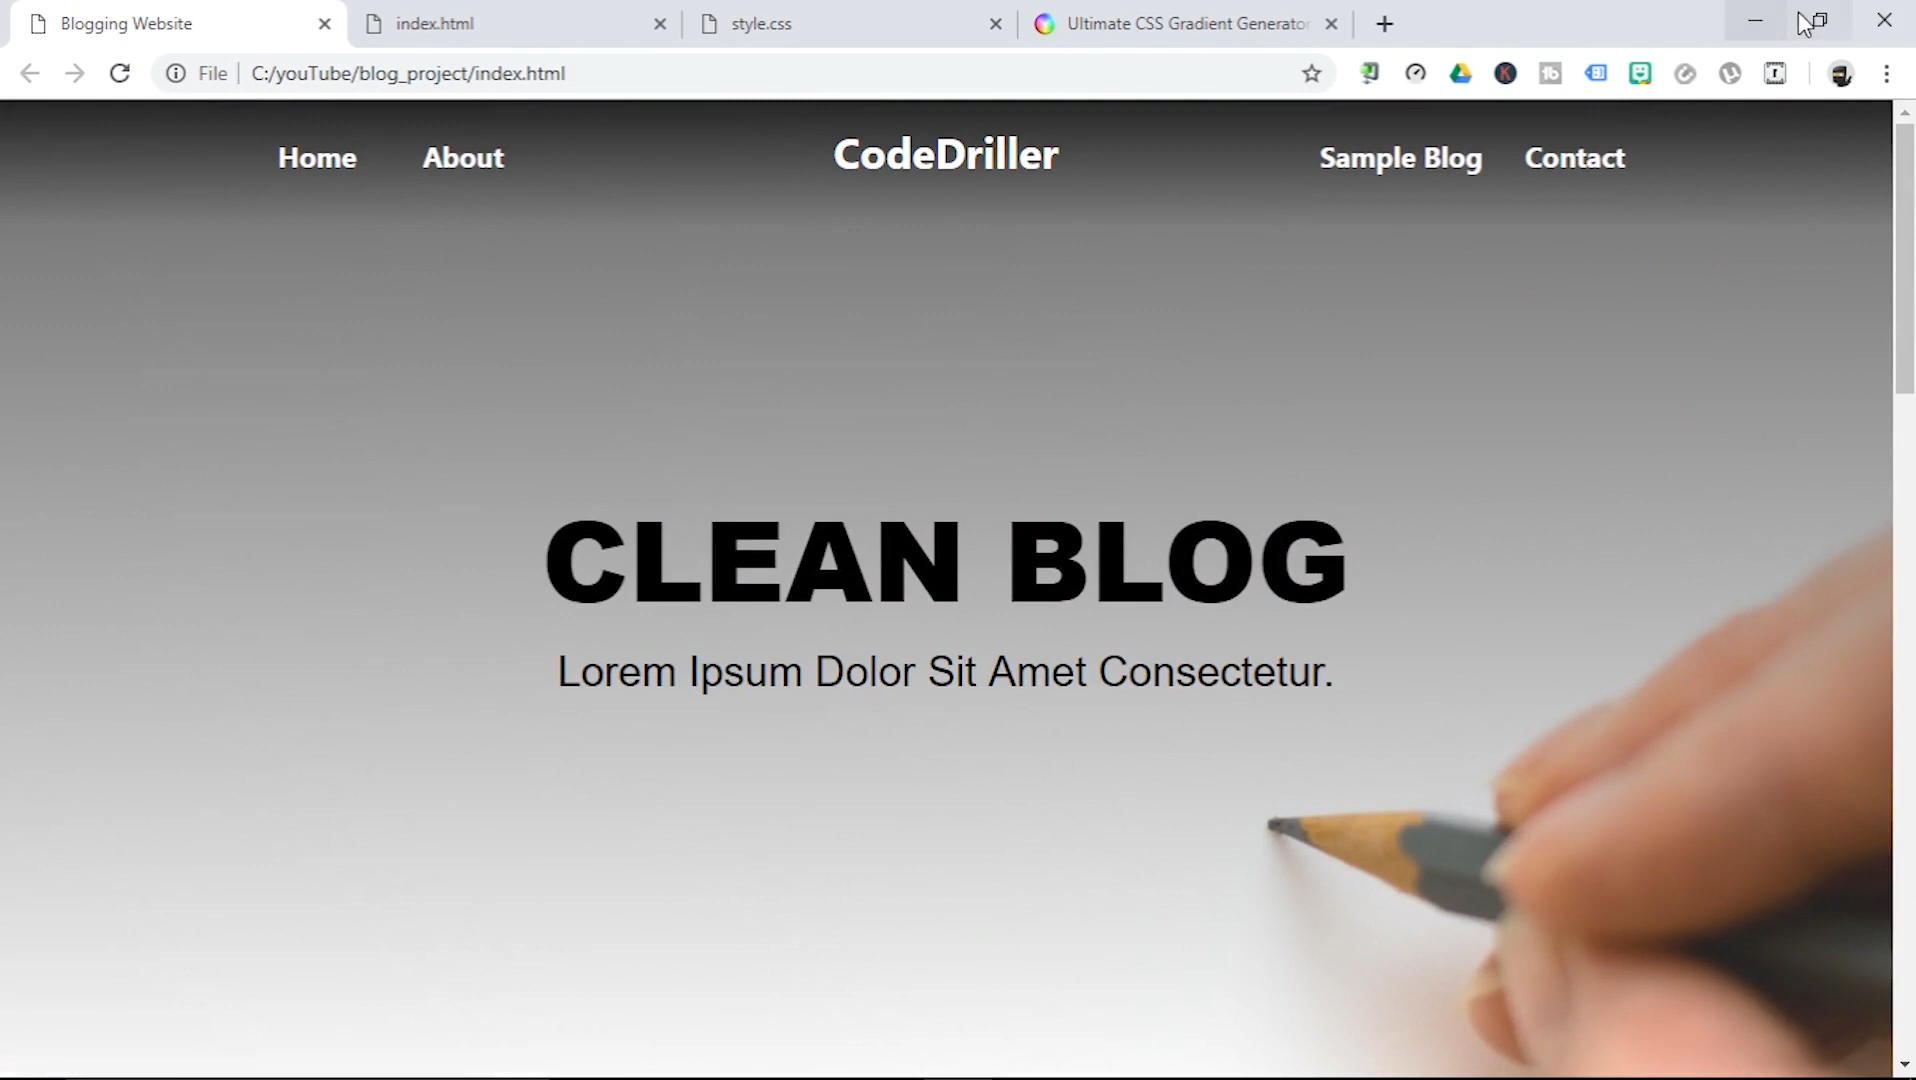 Blogging Website
index.html
style.css
Ultimate CSS Gradient Generator
File
C:/youTube/blog_project/index.html
Home
About
CodeDriller
Sample Blog
Contact
CLEAN BLOG
Lorem Ipsum Dolor Sit Amet Consectetur.